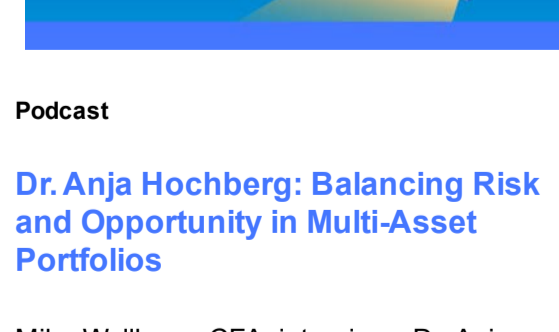 Podcast
Dr. Anja Hochberg: Balancing Risk
and Opportunity in Multi-Asset
Portfolios